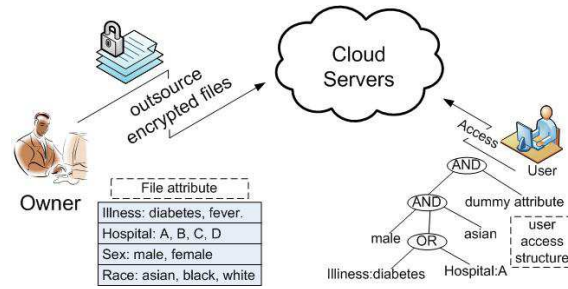 Cloud
Servers
outsource
encrypted files
Owner
Access
User
File attribute
Illness: diabetes, fever.
Hospital: A, B, C, D
Sex: male, female
Race: asian, black, white
AND
AND
dummy attribute
male
OR
asian
Illiness:diabetes
Hospital:A
user
access
structure